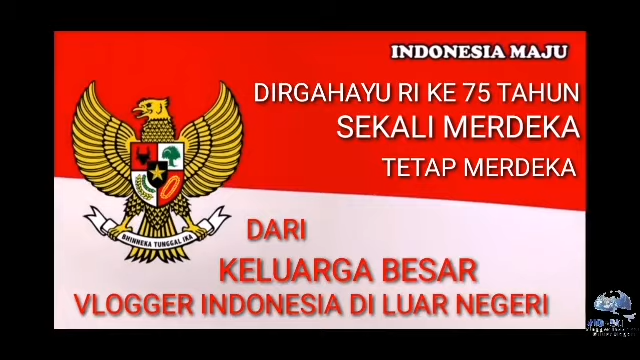 INDONESIA MAJU
DIRGAHAYU RI KE 75 TAHUN
SEKALI MERDEKA
TETAP MERDEKA
BHINNEKA TUNGGAL IKA
DARI
KELUARGA BESAR
VLOGGER INDONESIA DI LUAR NEGERI